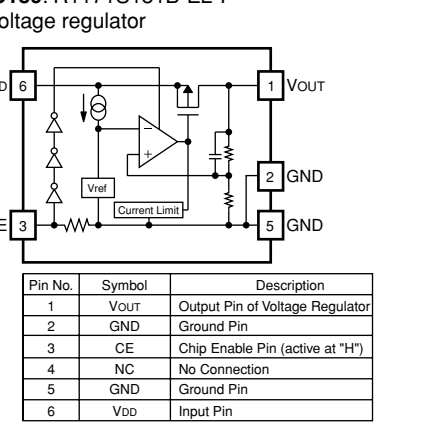 oltage regulator
6
1 VOUT
−
+
Vref
2 GND
Current Limit
E 3
5 GND
Pin No. Symbol Description
1 VOUT Output Pin of Voltage Regulator
2 GND Ground Pin
3 CE Chip Enable Pin (active at "H")
4 NC No Connection
5 GND Ground Pin
6 VDD Input Pin